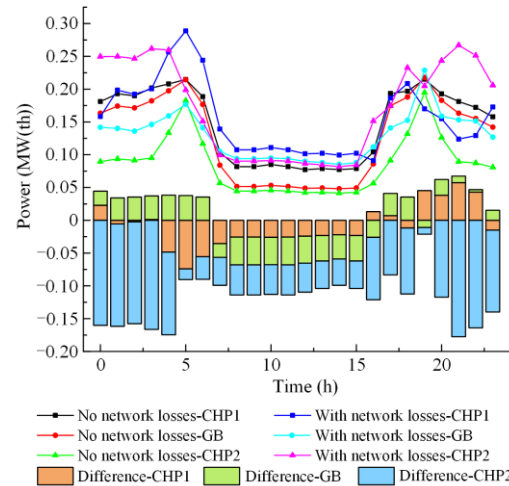 0.30
0.25
0.20
0.15
0.10
0.05
0
−0.05
−0.10
−0.15
−0.20
Power (MW(th))
0 5 10 15 20
Time (h)
No network losses-CHP1 With network losses-CHP1
No network losses-GB With network losses-GB
No network losses-CHP2 With network losses-CHP2
Difference-CHP1 Difference-GB Difference-CHP2